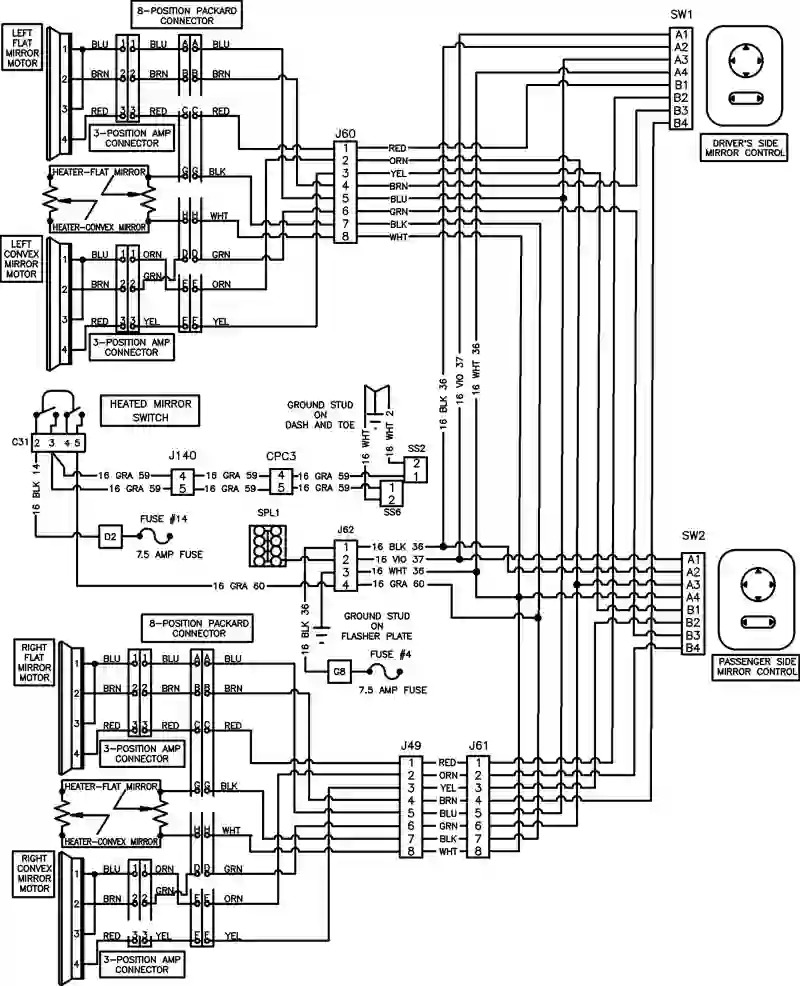 8-POSITION PACKARD
CONNECTOR
LEFT
FLAT
MIRROR
MOTOR
1 BLU 1 1 BLU A A BLU
2 BRN 2 2 BRN B B BRN
3
RED 3 3 RED C C RED
4
3-POSITION AMP
CONNECTOR
HEATER-FLAT MIRROR
G G BLK
HEATER-CONVEX MIRROR
H H WHT
LEFT
CONVEX
MIRROR
MOTOR
1 BLU 1 1 ORN D D GRN
GRN
2 BRN 2 2 E E ORN
3
RED 3 3 YEL F F YEL
4
3-POSITION AMP
CONNECTOR
J60
1 RED
2 ORN
3 YEL
4 BRN
5 BLU
6 GRN
7 BLK
8 WHT
SW1
A1
A2
A3
A4
B1
B2
B3
B4
DRIVER'S SIDE
MIRROR CONTROL
16 BLK 36
16 VIO 37
16 WHT 36
HEATED MIRROR
SWITCH
C31 2 3 4 5
16 BLK 14
GROUND STUD
ON
DASH AND TOE
16 WHT
16 WHT 2
J140
CPC3
SS2
2
1
16 GRA 59 4 16 GRA 59 4 16 GRA 59
16 GRA 59 5 16 GRA 59 5 16 GRA 59
1
2
SS6
D2
FUSE #14
7.5 AMP FUSE
SPL1
J62
1 16 BLK 36
2 16 VIO 37
3 16 WHT 36
16 GRA 60 4 16 GRA 60
16 BLK 36
GROUND STUD
ON
FLASHER PLATE
G8
FUSE #4
7.5 AMP FUSE
SW2
A1
A2
A3
A4
B1
B2
B3
B4
PASSENGER SIDE
MIRROR CONTROL
8-POSITION PACKARD
CONNECTOR
RIGHT
FLAT
MIRROR
MOTOR
1 BLU 1 1 BLU A A BLU
2 BRN 2 2 BRN B B BRN
3
RED 3 3 RED C C RED
4
3-POSITION AMP
CONNECTOR
HEATER-FLAT MIRROR
G G BLK
HEATER-CONVEX MIRROR
H H WHT
RIGHT
CONVEX
MIRROR
MOTOR
1 BLU 1 1 ORN D D GRN
GRN
2 BRN 2 2 E E ORN
3
RED 3 3 YEL F F YEL
4
3-POSITION AMP
CONNECTOR
J49 J61
1 RED 1
2 ORN 2
3 YEL 3
4 BRN 4
5 BLU 5
6 GRN 6
7 BLK 7
8 WHT 8